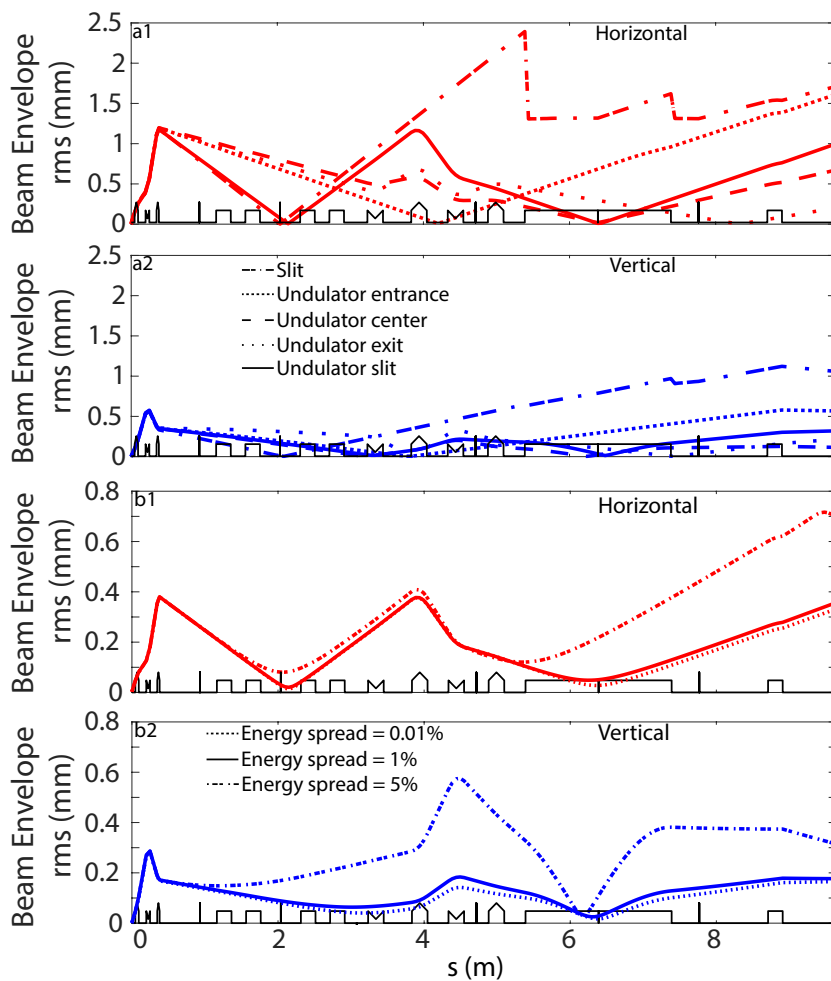 a1
Horizontal
2.5
2
1.5
1
0.5
0
Beam Envelope
rms (mm)
a2
Vertical
2.5
2
1.5
1
0.5
0
Beam Envelope
rms (mm)
Slit
Undulator entrance
Undulator center
Undulator exit
Undulator slit
b1
Horizontal
0.8
0.6
0.4
0.2
0
Beam Envelope
rms (mm)
b2
Vertical
0.8
0.6
0.4
0.2
0
Beam Envelope
rms (mm)
Energy spread = 0.01%
Energy spread = 1%
Energy spread = 5%
0 2 4 6 8
s (m)